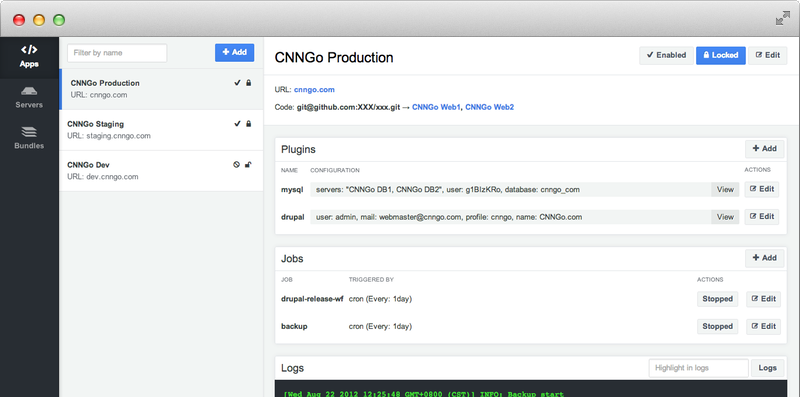 Apps
Servers
Bundles
Filter by name
+ Add
CNNGo Production
URL: cnngo.com
CNNGo Staging
URL: staging.cnngo.com
CNNGo Dev
URL: dev.cnngo.com
CNNGo Production
Enabled
Locked
Edit
URL: cnngo.com
Code: git@github.com:XXX/xxx.git → CNNGo Web1, CNNGo Web2
Plugins
+ Add
NAME CONFIGURATION ACTIONS
mysql servers: "CNNGo DB1, CNNGo DB2", user: g1BIzKRo, database: cnngo_com View Edit
drupal user: admin, mail: webmaster@cnngo.com, profile: cnngo, name: CNNGo.com View Edit
Jobs
+ Add
JOB TRIGGERED BY ACTIONS
drupal-release-wf cron (Every: 1day) Stopped Edit
backup cron (Every: 1day) Stopped Edit
Logs
Highlight in logs
Logs
[Wed Aug 22 2012 12:25:48 GMT+0800 (CST)] INFO: Backup start